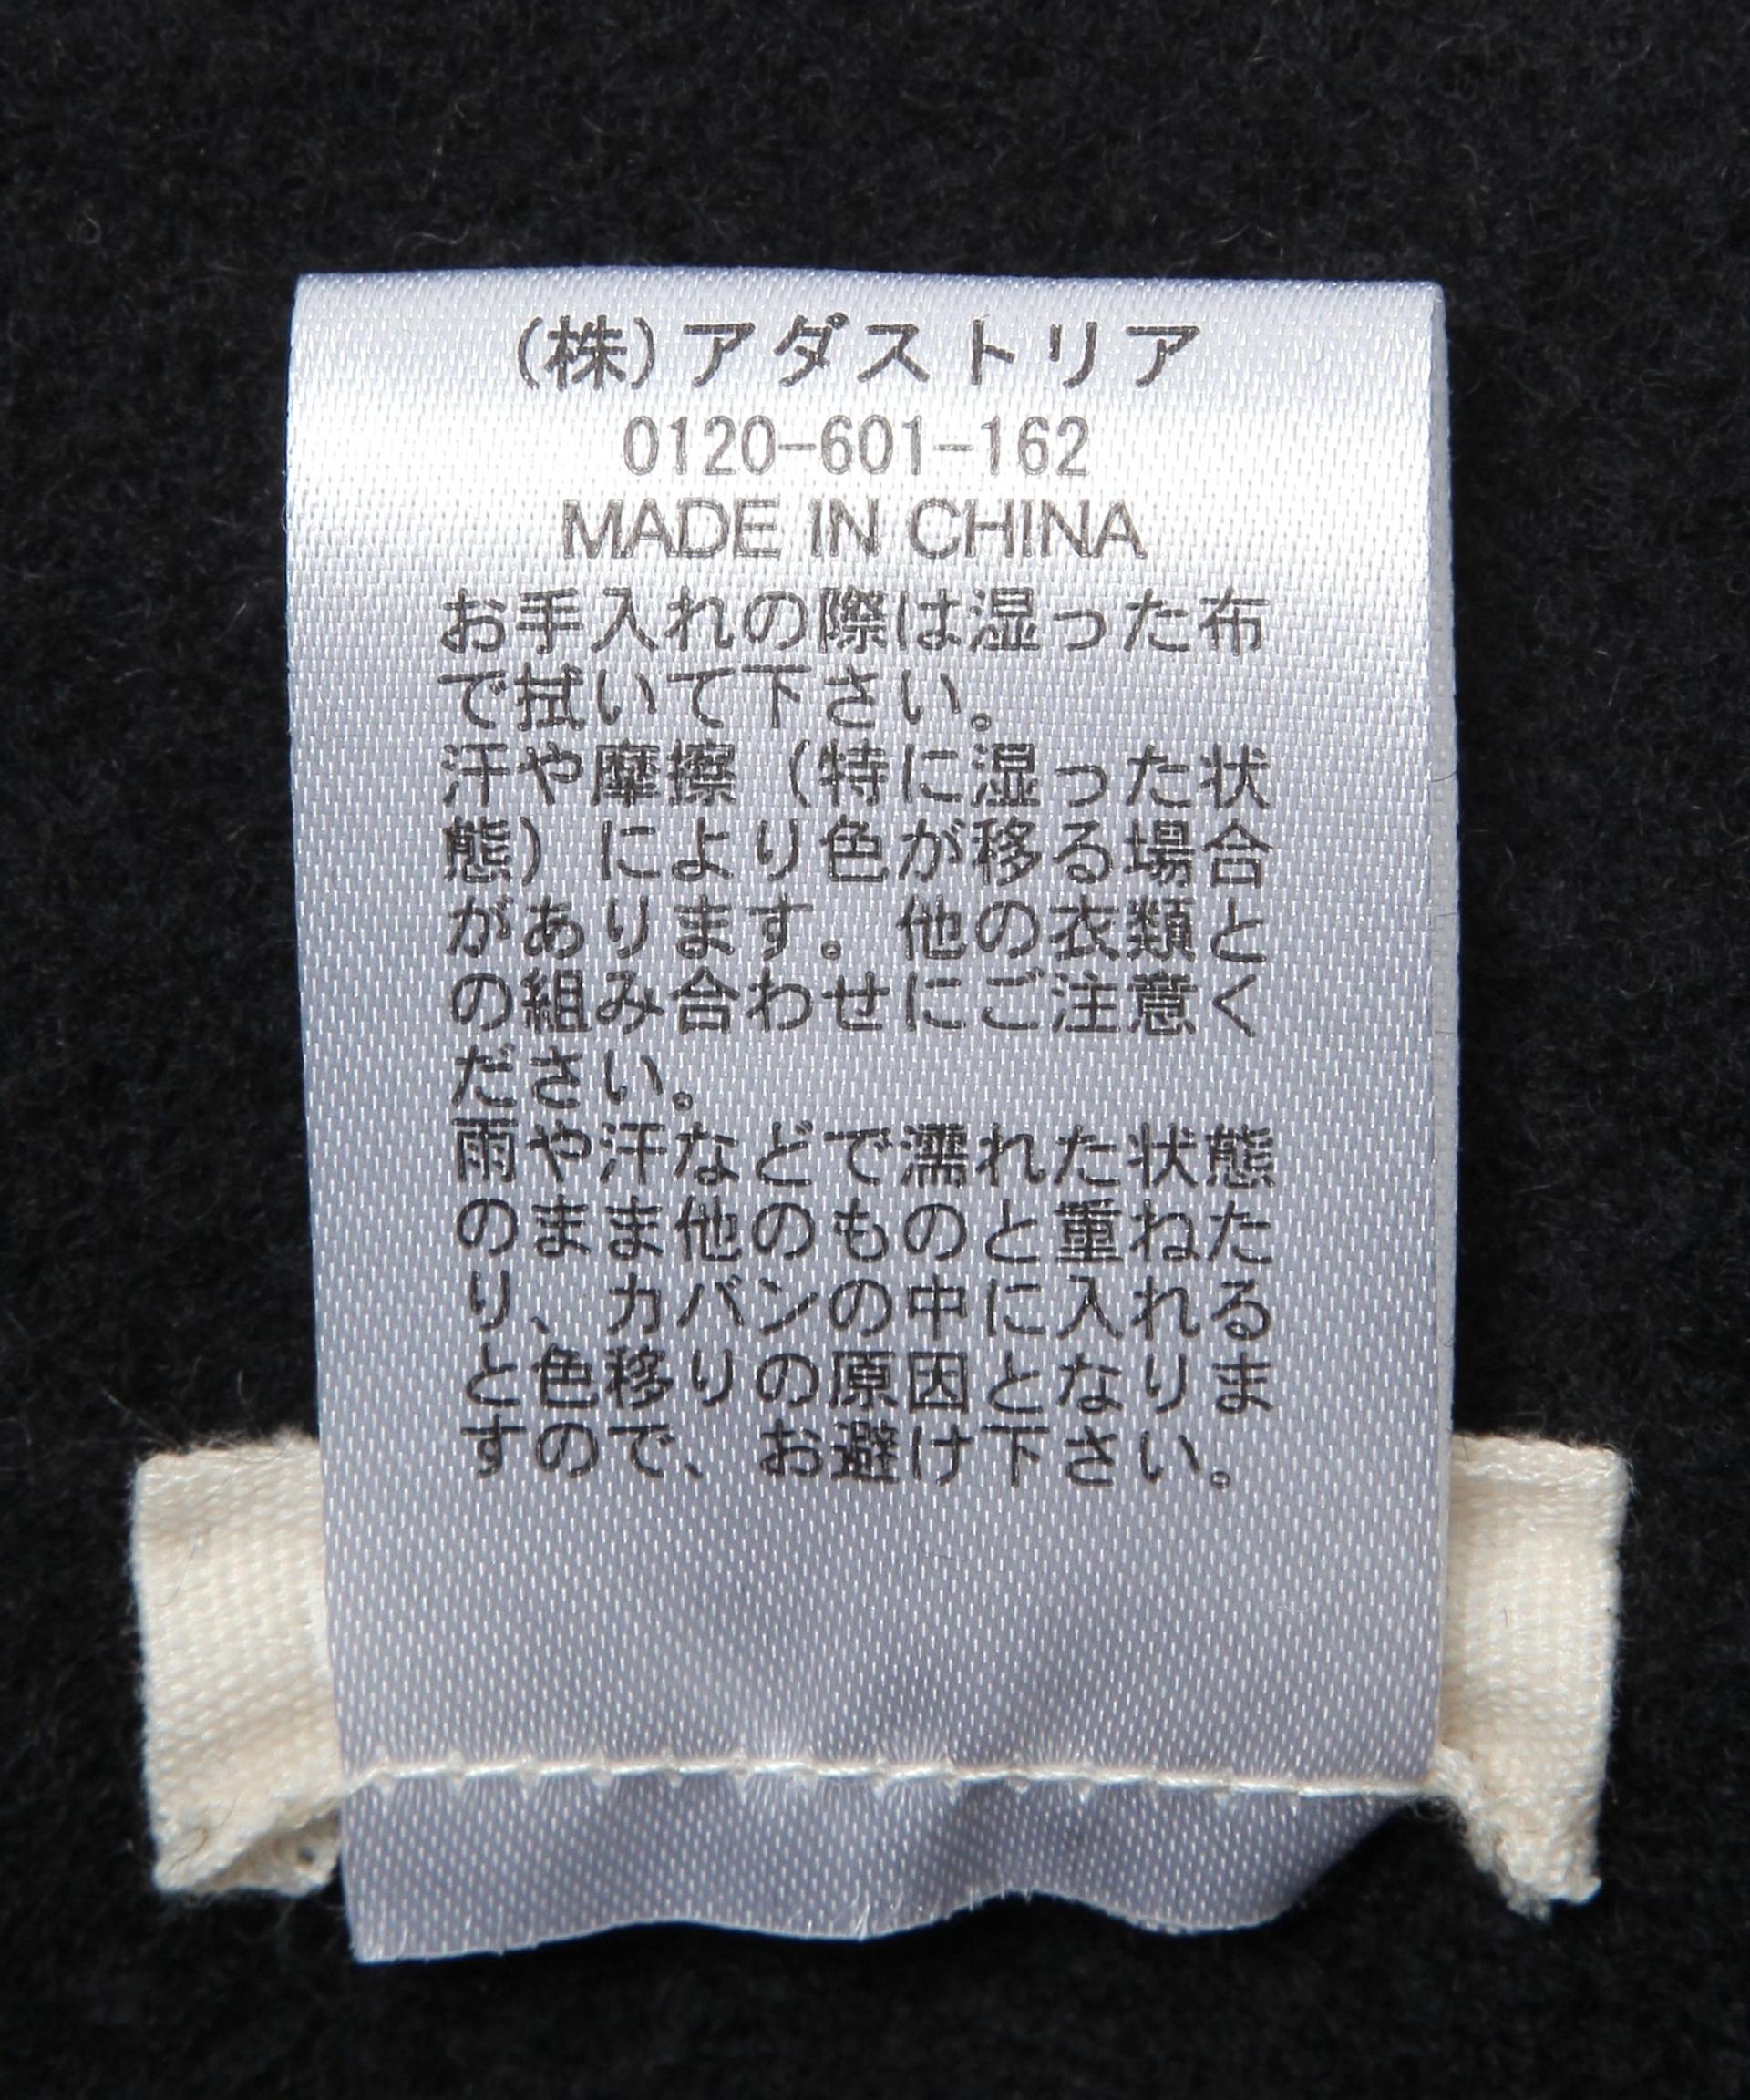 (株)アダストリア
0120-601-162
MADE IN CHINA
お手入れの際は湿った布
で拭いて下さい。
汗や摩擦（特に湿った状
態）により色が移る場合
があります。他の衣類と
の組み合わせにご注意く
ださい。
雨や汗などで濡れた状態
のまま他のものと重ねた
り、カバンの中に入れる
と色移りの原因となりま
すので、お避け下さい。